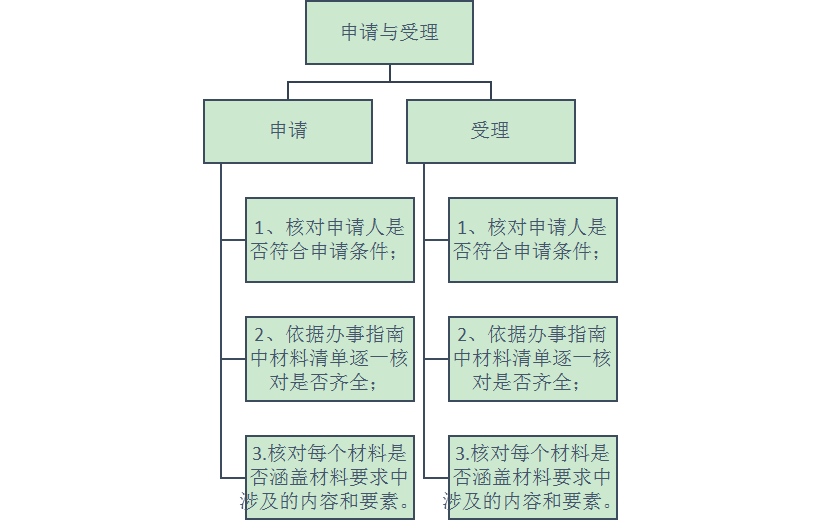 申请与受理
申请
受理
1、核对申请人是
否符合申请条件；
2、依据办事指南
中材料清单逐一核
对是否齐全；
3.核对每个材料是
否涵盖材料要求中
涉及的内容和要素。
1、核对申请人是
否符合申请条件；
2、依据办事指南
中材料清单逐一核
对是否齐全；
3.核对每个材料是
否涵盖材料要求中
涉及的内容和要素。